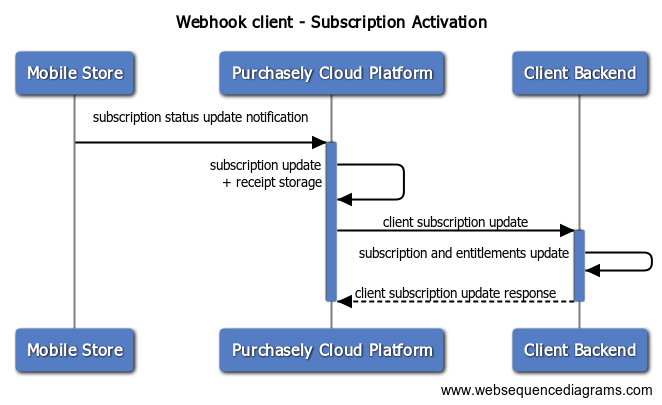 Webhook client - Subscription Activation
Mobile Store
Purchasely Cloud Platform
Client Backend
subscription status update notification
subscription update
+ receipt storage
client subscription update
subscription and entitlements update
client subscription update response
Mobile Store
Purchasely Cloud Platform
Client Backend
www.websequencediagrams.com